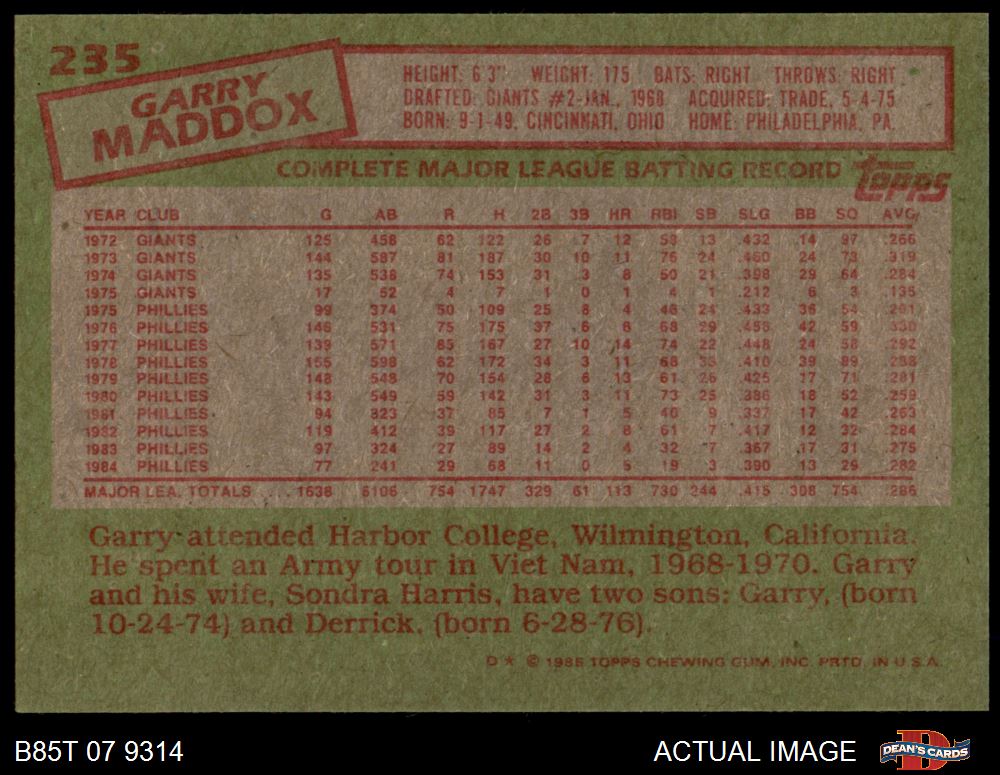 235
GARRY
MADDOX
HEIGHT: 6'3" WEIGHT: 175 BATS: RIGHT THROWS: RIGHT
DRAFTED: GIANTS #2-JAN., 1968 ACQUIRED: TRADE, 5-4-75
BORN: 9-1-49, CINCINNATI, OHIO HOME: PHILADELPHIA, PA.
COMPLETE MAJOR LEAGUE BATTING RECORD
topps
YEAR CLUB G AB R H 2B 3B HR RBI SB SLG BB SO AVG
1972 GIANTS 125 458 62 122 26 7 12 58 13 .432 14 97 .266
1973 GIANTS 144 587 81 187 30 10 11 76 24 .460 24 73 .319
1974 GIANTS 135 538 74 153 31 3 8 50 21 .398 29 64 .284
1975 GIANTS 17 52 4 7 1 0 1 4 1 .212 6 3 .135
1975 PHILLIES 99 374 50 109 25 8 4 46 24 .433 36 54 .291
1976 PHILLIES 146 531 75 175 37 6 6 68 29 .456 42 59 .330
1977 PHILLIES 139 571 85 167 27 10 14 74 22 .448 24 58 .292
1978 PHILLIES 155 598 62 172 34 3 11 68 33 .410 39 89 .288
1979 PHILLIES 148 548 70 154 28 6 13 61 26 .425 17 71 .281
1980 PHILLIES 143 549 59 142 31 3 11 73 25 .386 18 52 .259
1981 PHILLIES 94 323 37 85 7 1 5 40 9 .337 17 42 .263
1982 PHILLIES 119 412 39 117 27 2 8 61 7 .417 12 32 .284
1983 PHILLIES 97 324 27 89 14 2 4 32 7 .367 17 31 .275
1984 PHILLIES 77 241 29 68 11 0 5 19 3 .390 13 29 .282
MAJOR LEA. TOTALS ... 1638 6106 754 1747 329 61 113 730 244 .415 308 754 .286
Garry attended Harbor College, Wilmington, California.
He spent an Army tour in Viet Nam, 1968-1970. Garry
and his wife, Sondra Harris, have two sons: Garry, (born
10-24-74) and Derrick, (born 6-28-76).
D* © 1985 TOPPS CHEWING GUM, INC. PRTD. IN U.S.A.
B85T 07 9314
ACTUAL IMAGE
D
DEAN'S CARDS